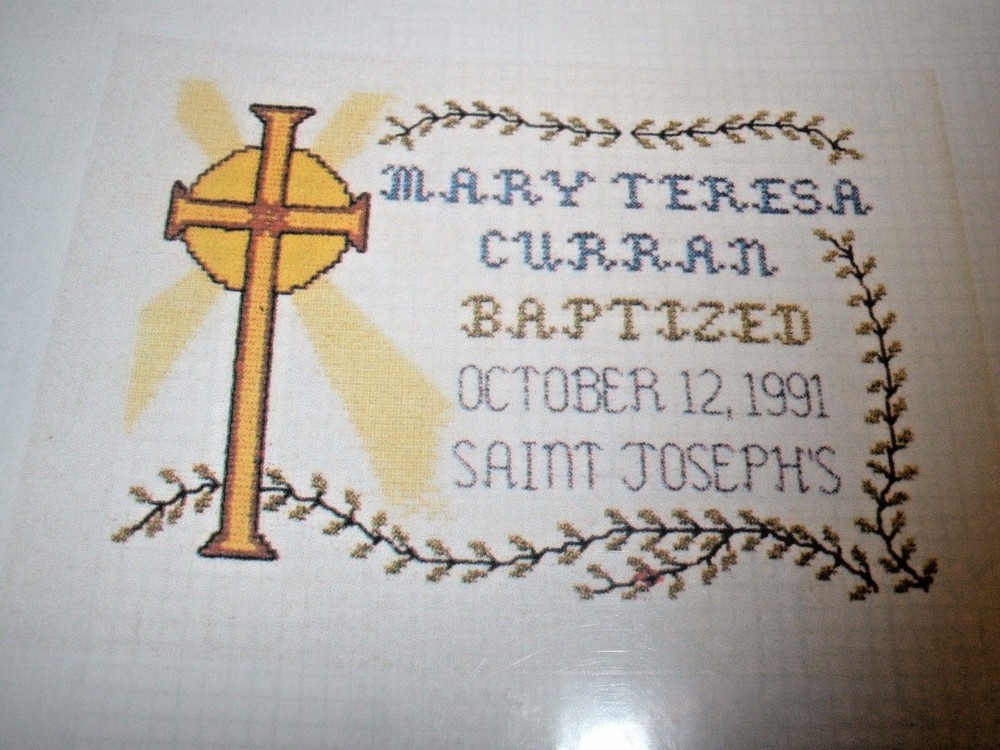 MARY TERESA
CURRAN
BAPTIZED
OCTOBER 12, 1991
SAINT JOSEPH'S